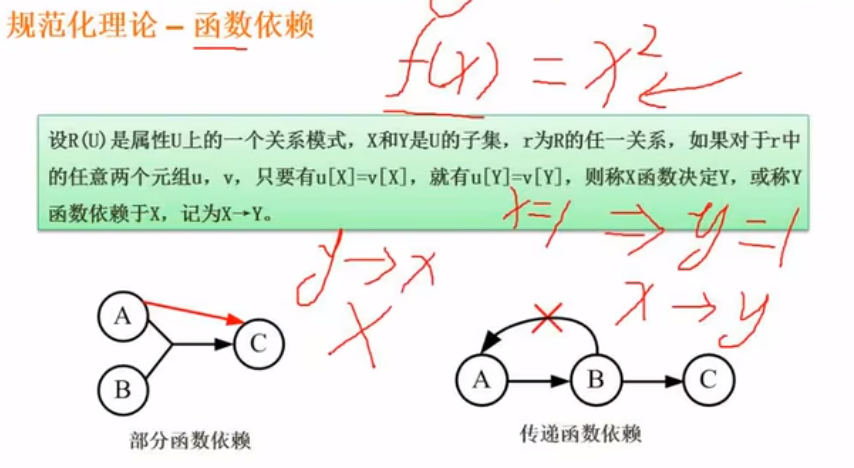 规范化理论 – 函数依赖
f(x) = x²
设R(U)是属性U上的一个关系模式，X和Y是U的子集，r为R的任一关系，如果对于r中
的任意两个元组u，v，只要有u[X]=v[X]，就有u[Y]=v[Y]，则称X函数决定Y，或称Y
函数依赖于X，记为X→Y。
x=1 ⇒ y=1
y→x
x→y
A
C
B
A
B
C
部分函数依赖
传递函数依赖